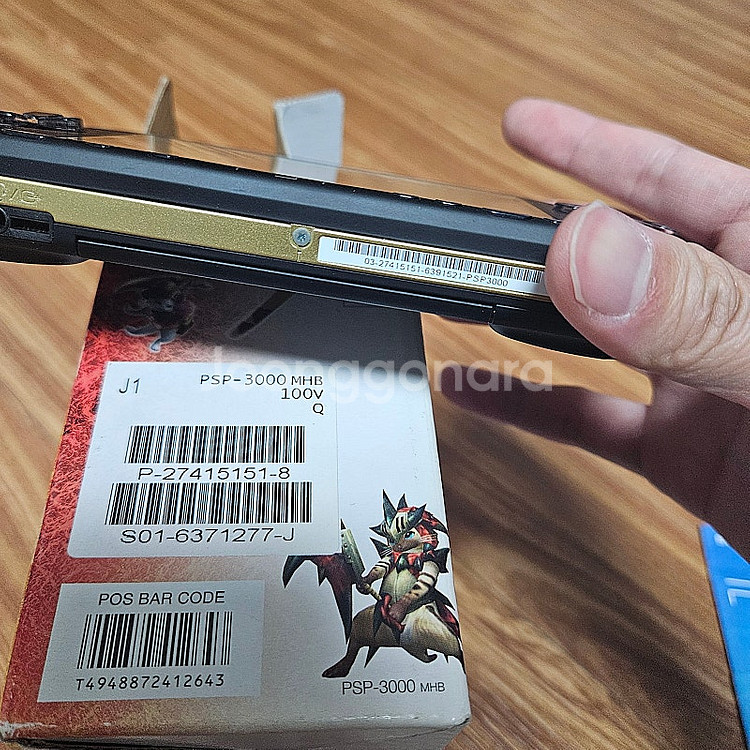 03-27415151-6391521-PSP3000
joonggonara
J1
PSP-3000 MHB
100V
Q
P-27415151-8
S01-6371277-J
POS BAR CODE
T4948872412643
PSP-3000 MHB